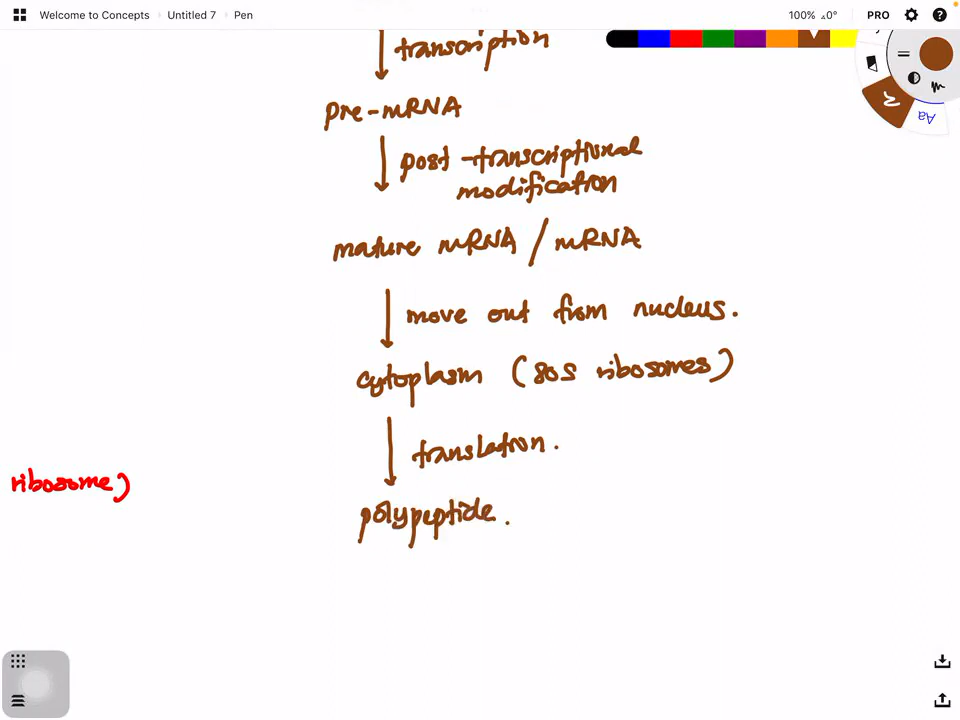 Welcome to Concepts > Untitled 7 > Pen
100% 0° PRO
transcription
pre-mRNA
Aa
post-transcriptional
modification
mature mRNA / mRNA
move out from nucleus.
cytoplasm (80s ribosomes)
translation.
ribosome)
polypeptide.